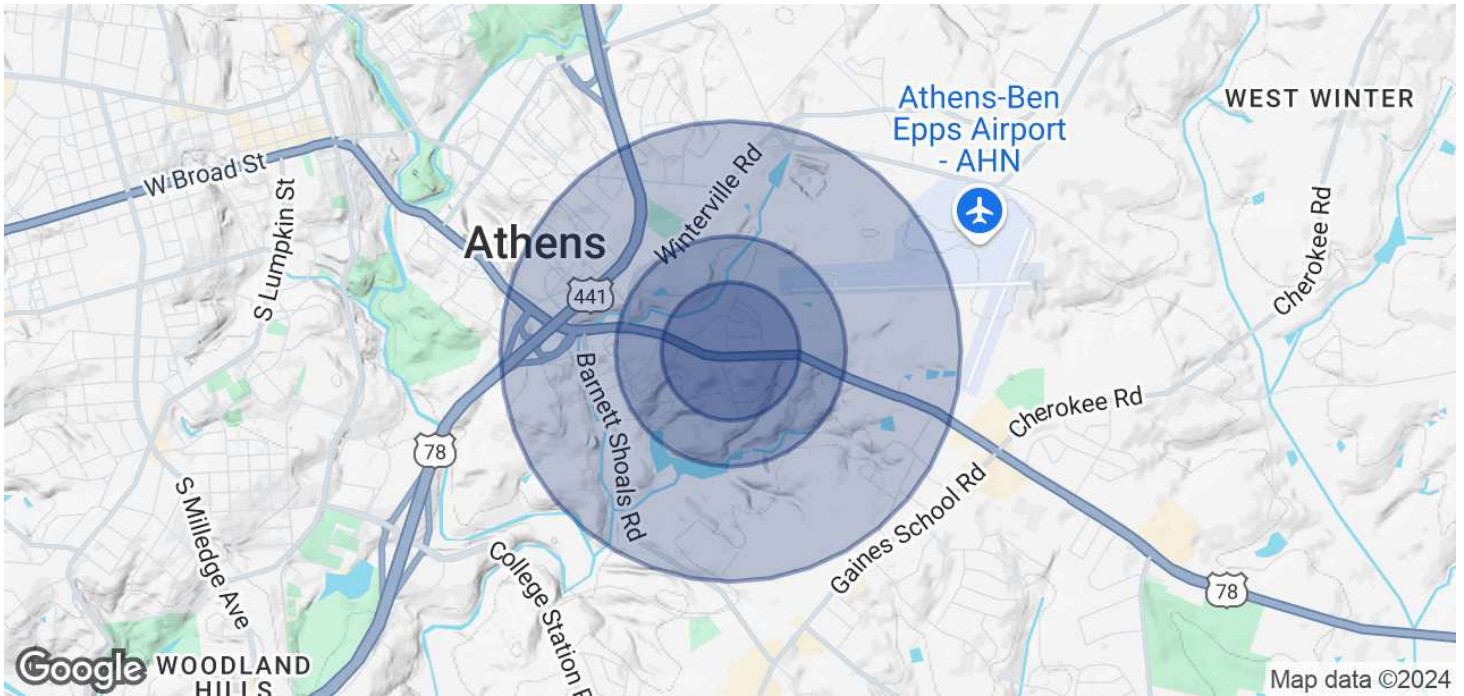 Athens-Ben
Epps Airport
- AHN
WEST WINTER
W Broad St
S Lumpkin St
Athens
Winterville Rd
441
Cherokee Rd
Barnett Shoals Rd
Cherokee Rd
78
S Milledge Ave
Gaines School Rd
College Station R
78
Google
WOODLAND
HILLS
Map data ©2024